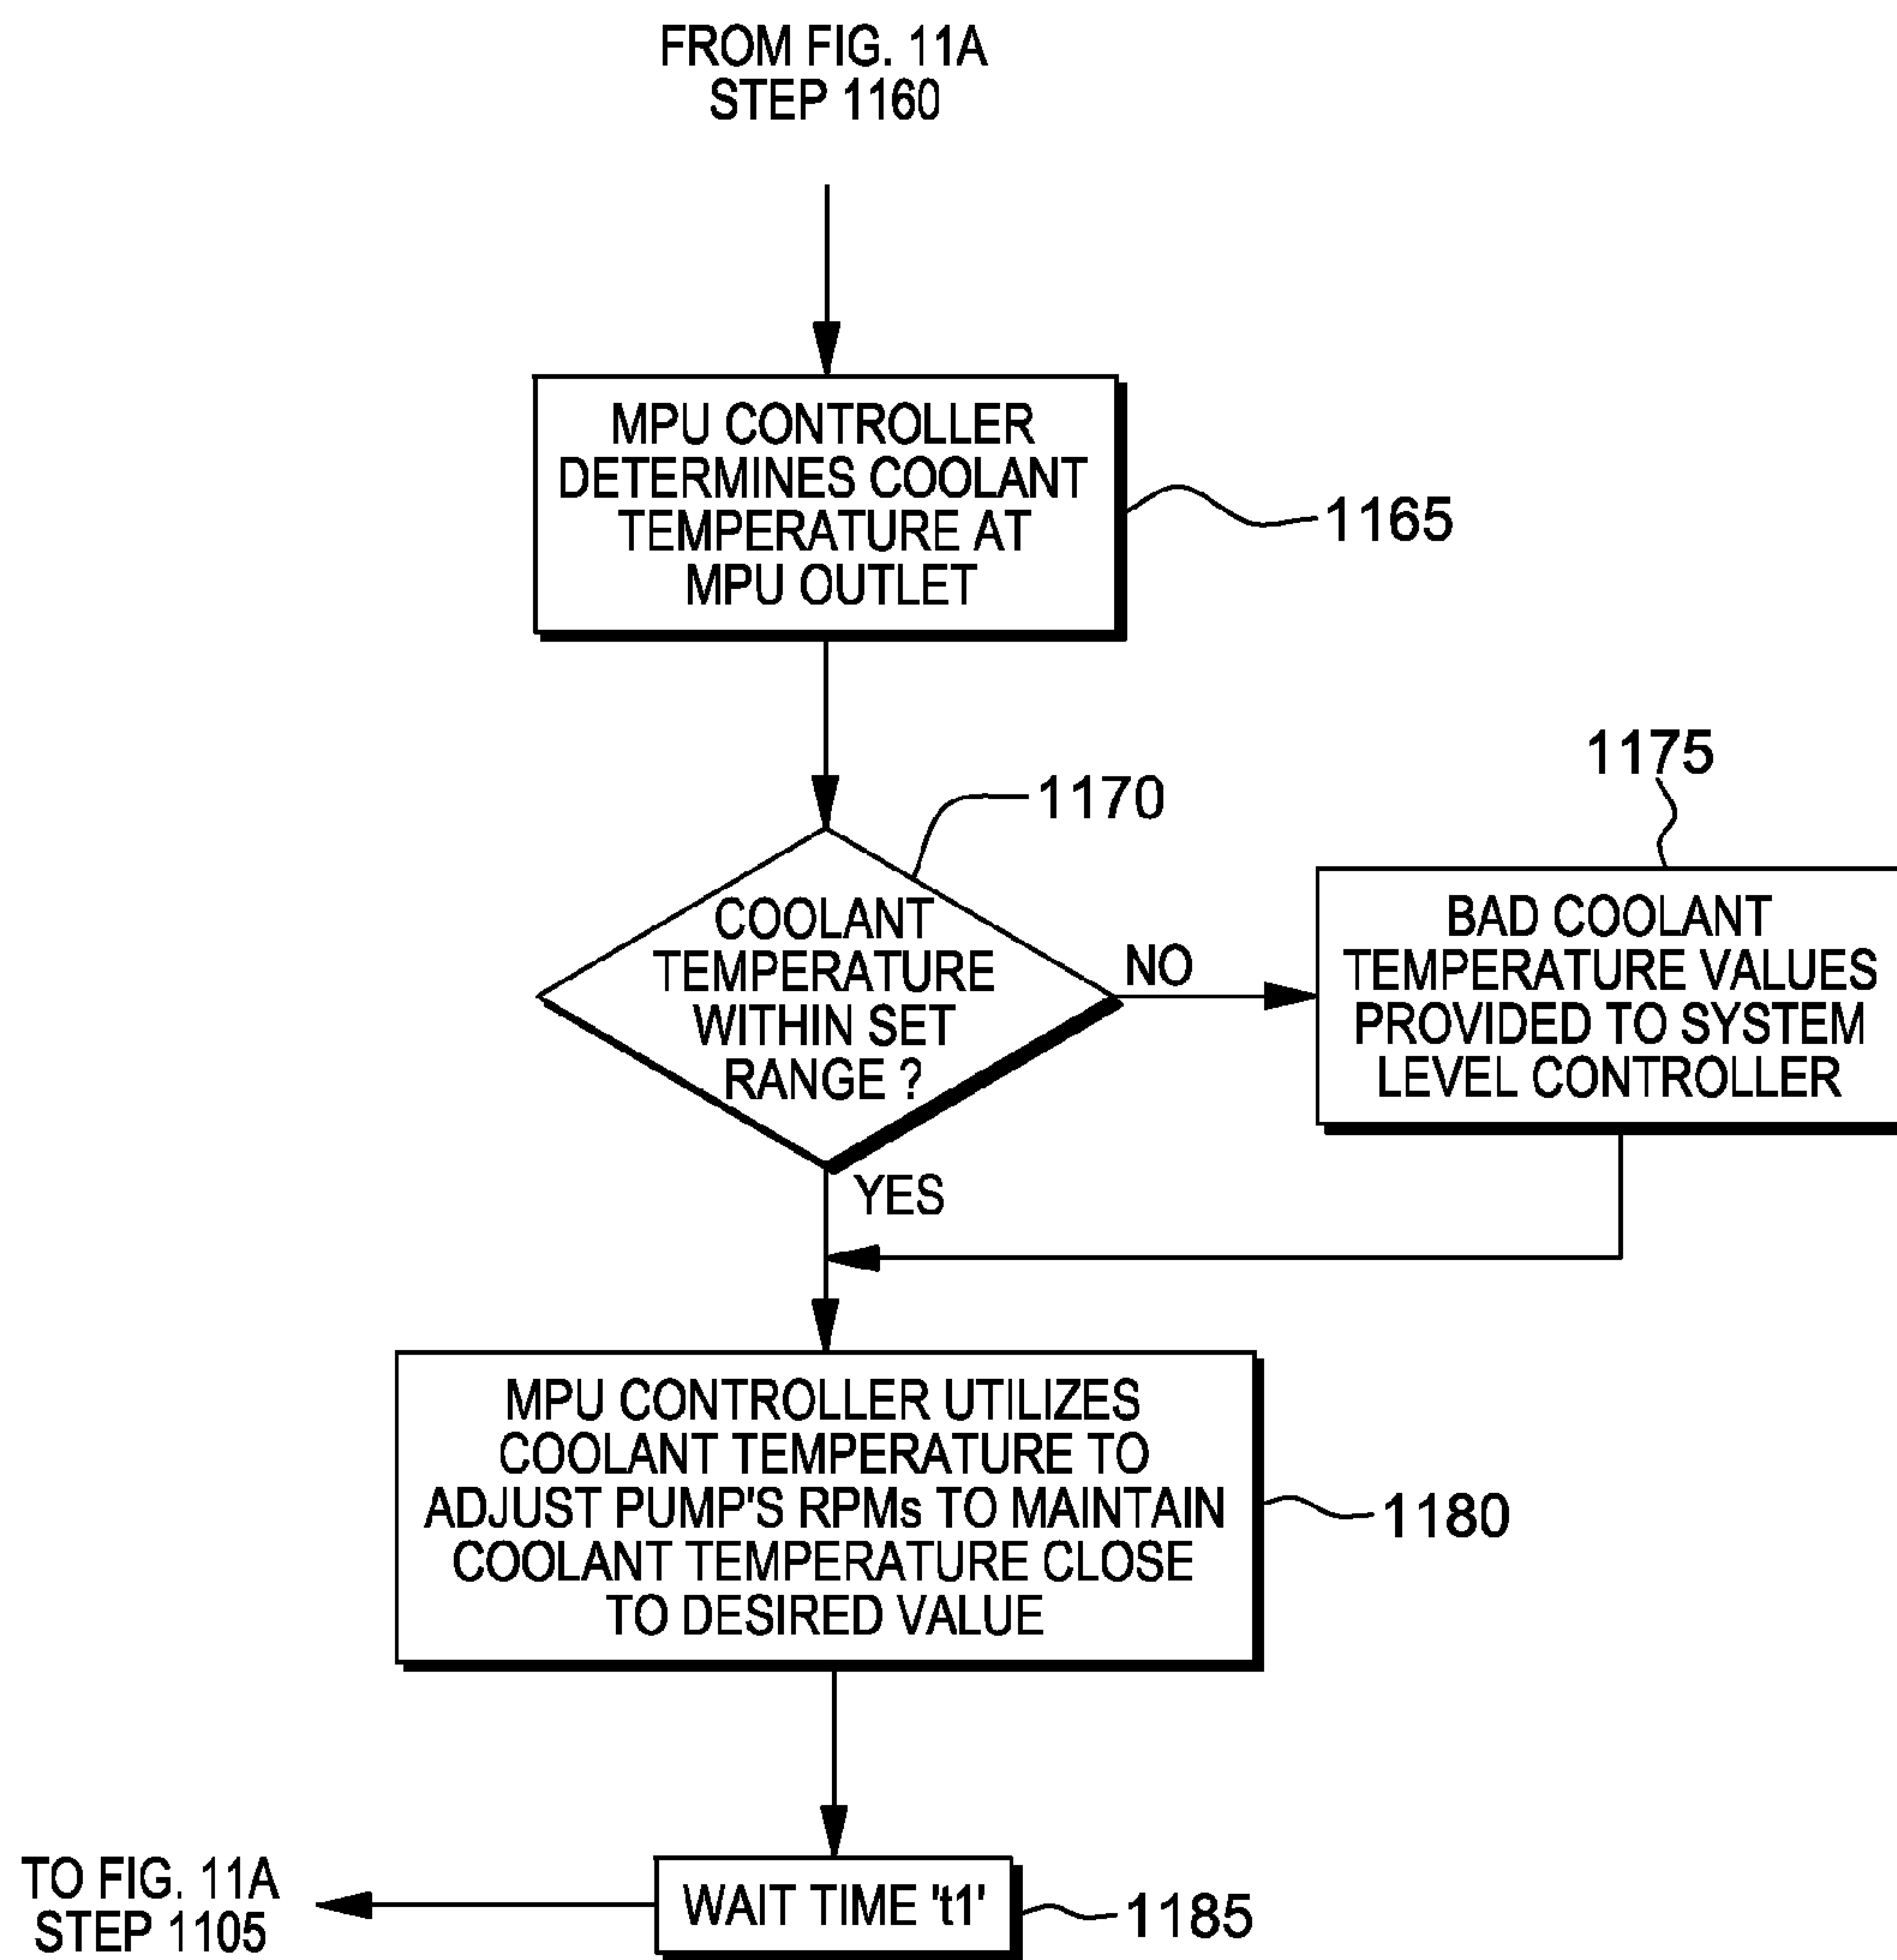 FROM FIG. 11A
STEP 1160
MPU CONTROLLER
DETERMINES COOLANT
TEMPERATURE AT
MPU OUTLET
1165
1170
COOLANT
TEMPERATURE
WITHIN SET
RANGE ?
NO
YES
1175
BAD COOLANT
TEMPERATURE VALUES
PROVIDED TO SYSTEM
LEVEL CONTROLLER
MPU CONTROLLER UTILIZES
COOLANT TEMPERATURE TO
ADJUST PUMP'S RPMs TO MAINTAIN
COOLANT TEMPERATURE CLOSE
TO DESIRED VALUE
1180
WAIT TIME 't1'
1185
TO FIG. 11A
STEP 1105